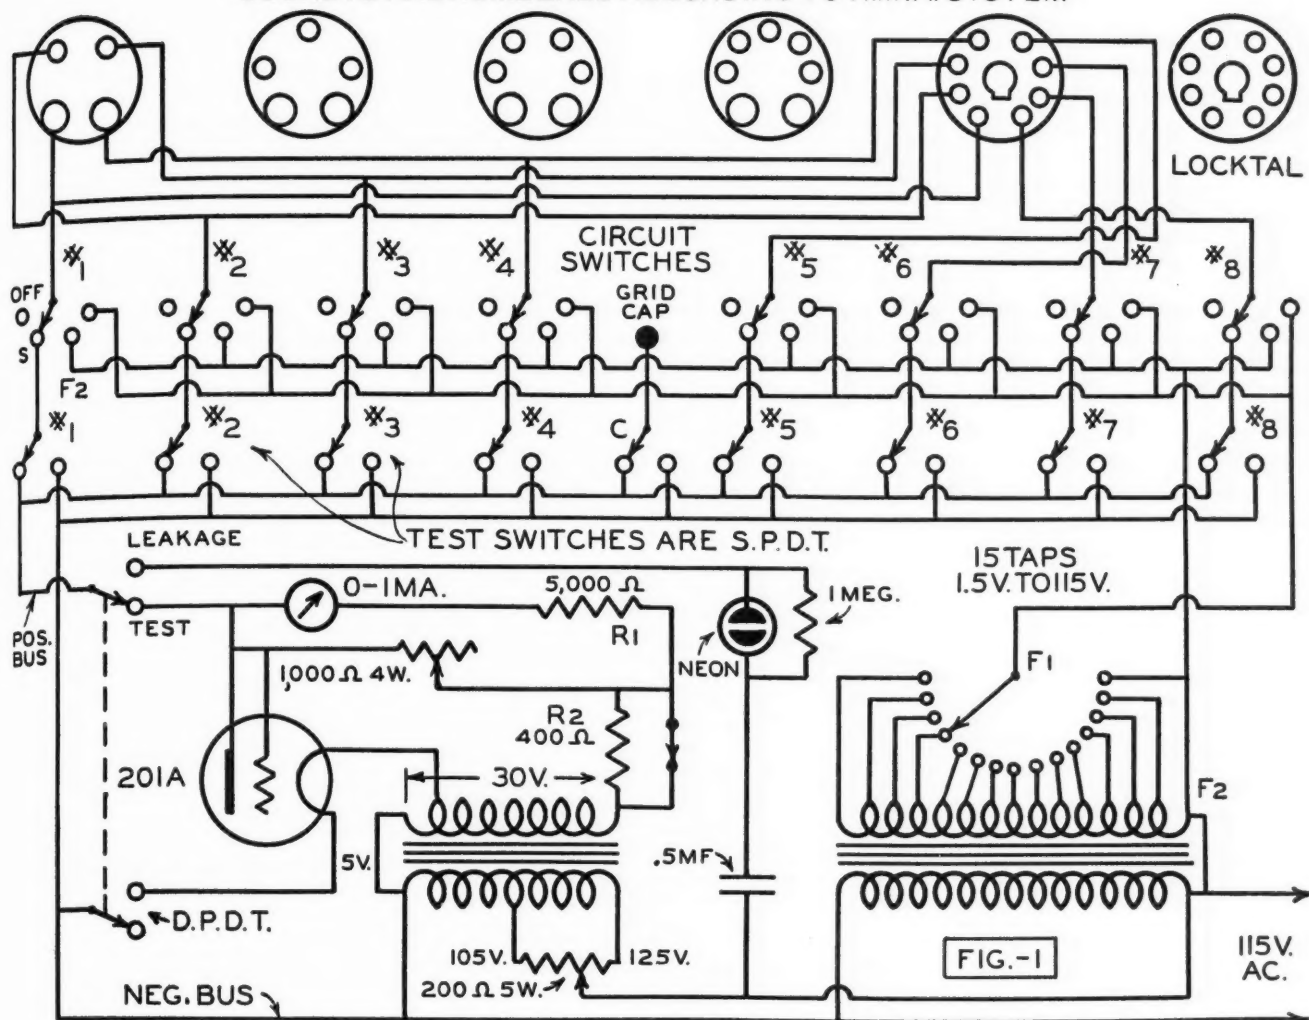 LOCKTAL
CIRCUIT
SWITCHES
GRID
CAP
※1
※2
※3
※4
※5
※6
※7
※8
OFF
S
F2
※1
※2
※3
※4
C
※5
※6
※7
※8
TEST SWITCHES ARE S.P.D.T.
LEAKAGE
TEST
POS.
BUS
0-1MA.
5,000 Ω
R1
1,000 Ω 4W.
NEON
1 MEG.
15 TAPS
1.5V. TO 115V.
F1
R2
400 Ω
201A
30V.
5V.
.5MF
F2
D.P.D.T.
105V.
125V.
200 Ω 5W.
FIG.-1
115V.
AC.
NEG. BUS